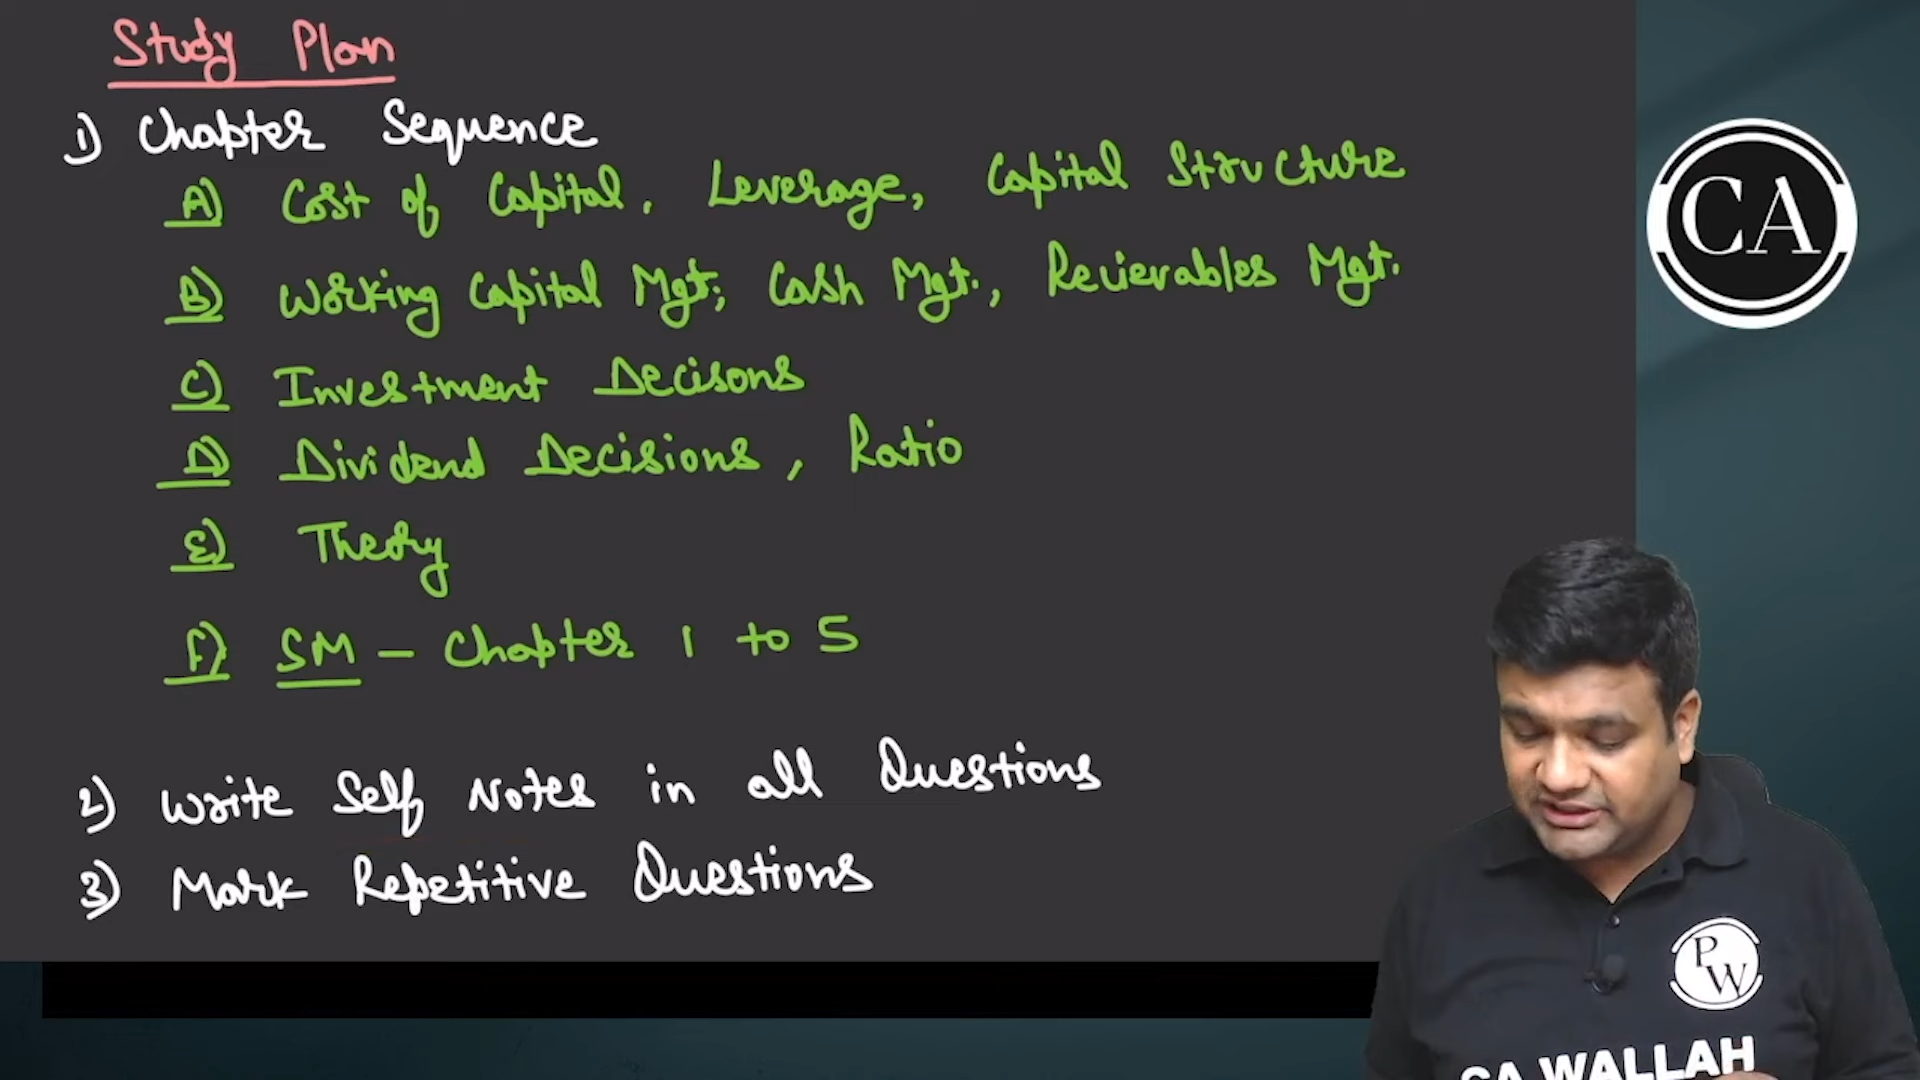 Study Plan
1) Chapter Sequence
A) Cost of Capital, Leverage, Capital Structure
B) Working Capital Mgt., Cash Mgt., Recievables Mgt.
C) Investment Decisons
D) Dividend Decisions, Ratio
E) Theory
F) SM - Chapter 1 to 5
2) Write Self Notes in all Questions
3) Mark Repetitive Questions
CA
PW
CA WALLAH